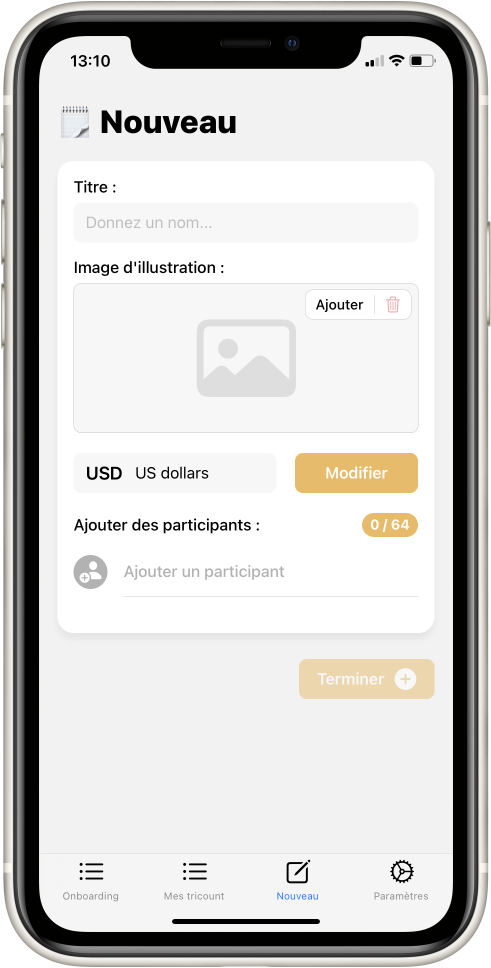 13:10
Nouveau
Titre :
Donnez un nom...
Image d'illustration :
Ajouter
USD US dollars
Modifier
Ajouter des participants :
0 / 64
Ajouter un participant
Terminer
Onboarding
Mes tricount
Nouveau
Paramètres